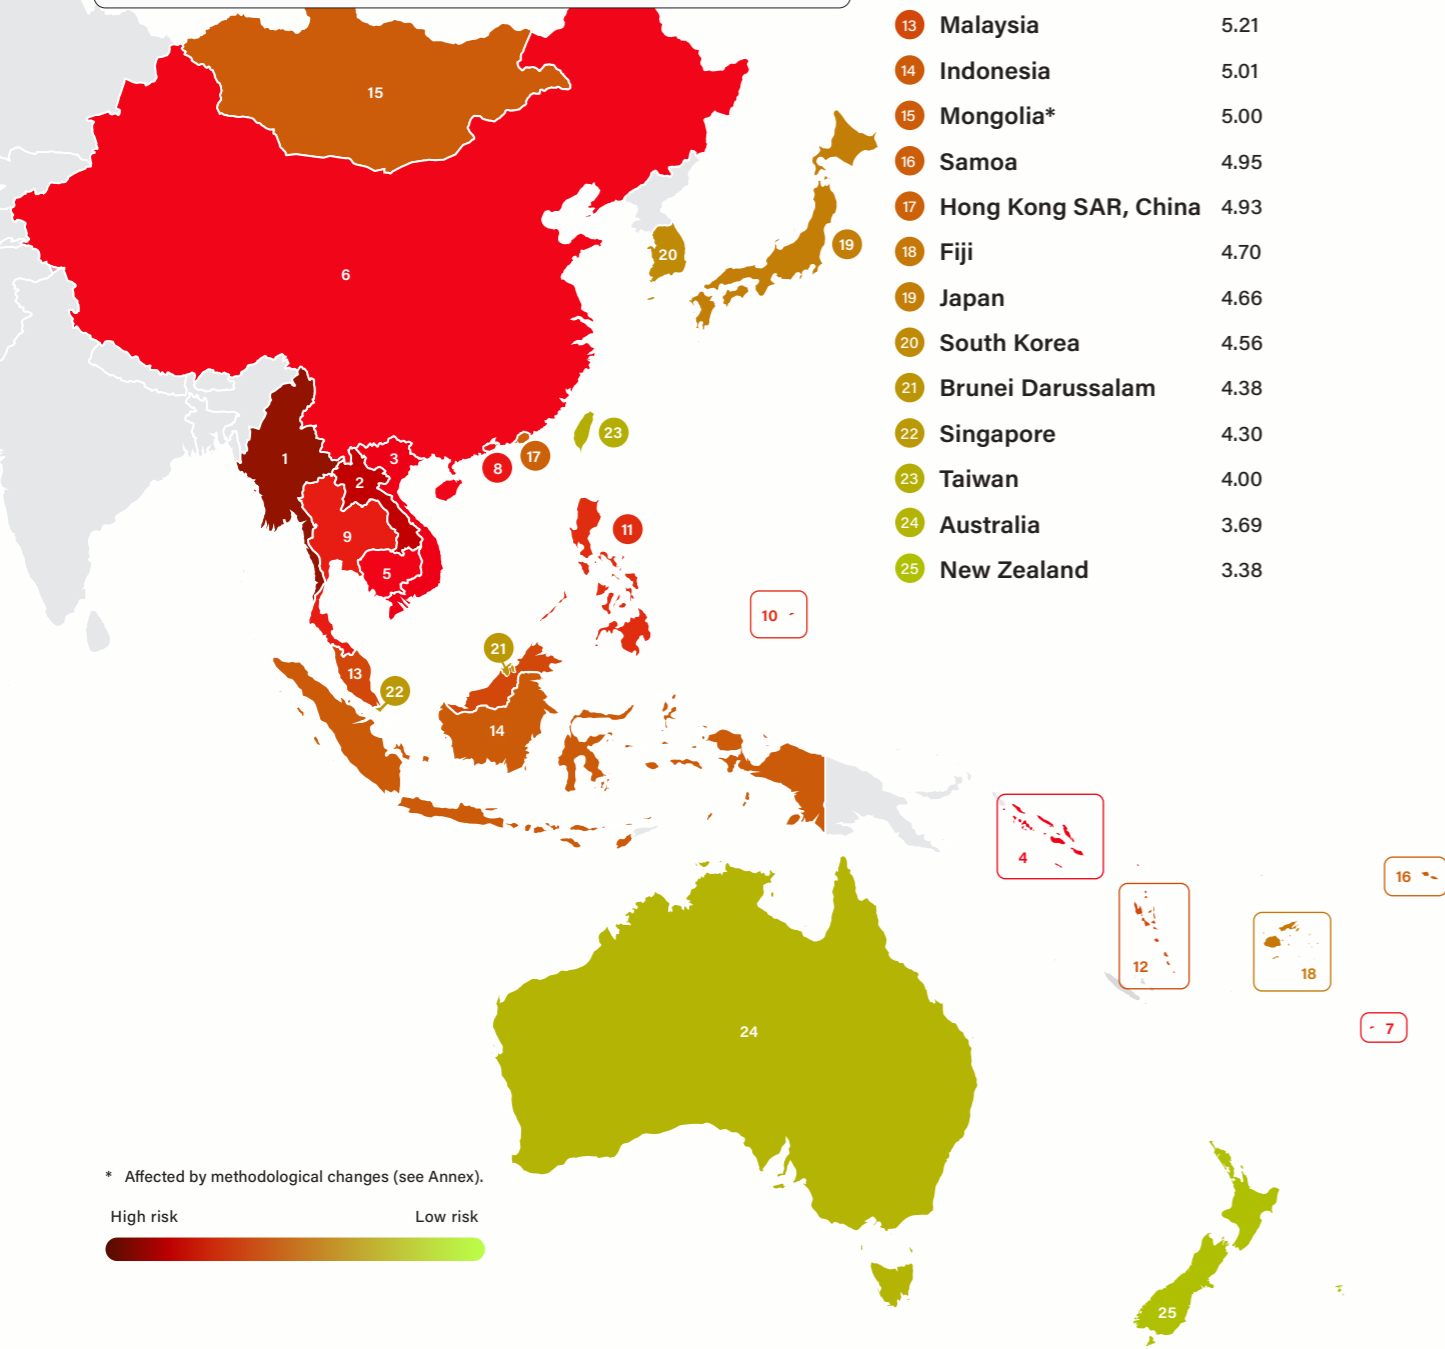 13 Malaysia 5.21
14 Indonesia 5.01
15 Mongolia* 5.00
16 Samoa 4.95
17 Hong Kong SAR, China 4.93
18 Fiji 4.70
19 Japan 4.66
20 South Korea 4.56
21 Brunei Darussalam 4.38
22 Singapore 4.30
23 Taiwan 4.00
24 Australia 3.69
25 New Zealand 3.38
15
19
20
6
23
17
1
3
8
2
11
9
5
10
21
13
22
14
4
16
12
18
7
24
25
* Affected by methodological changes (see Annex).
High risk Low risk